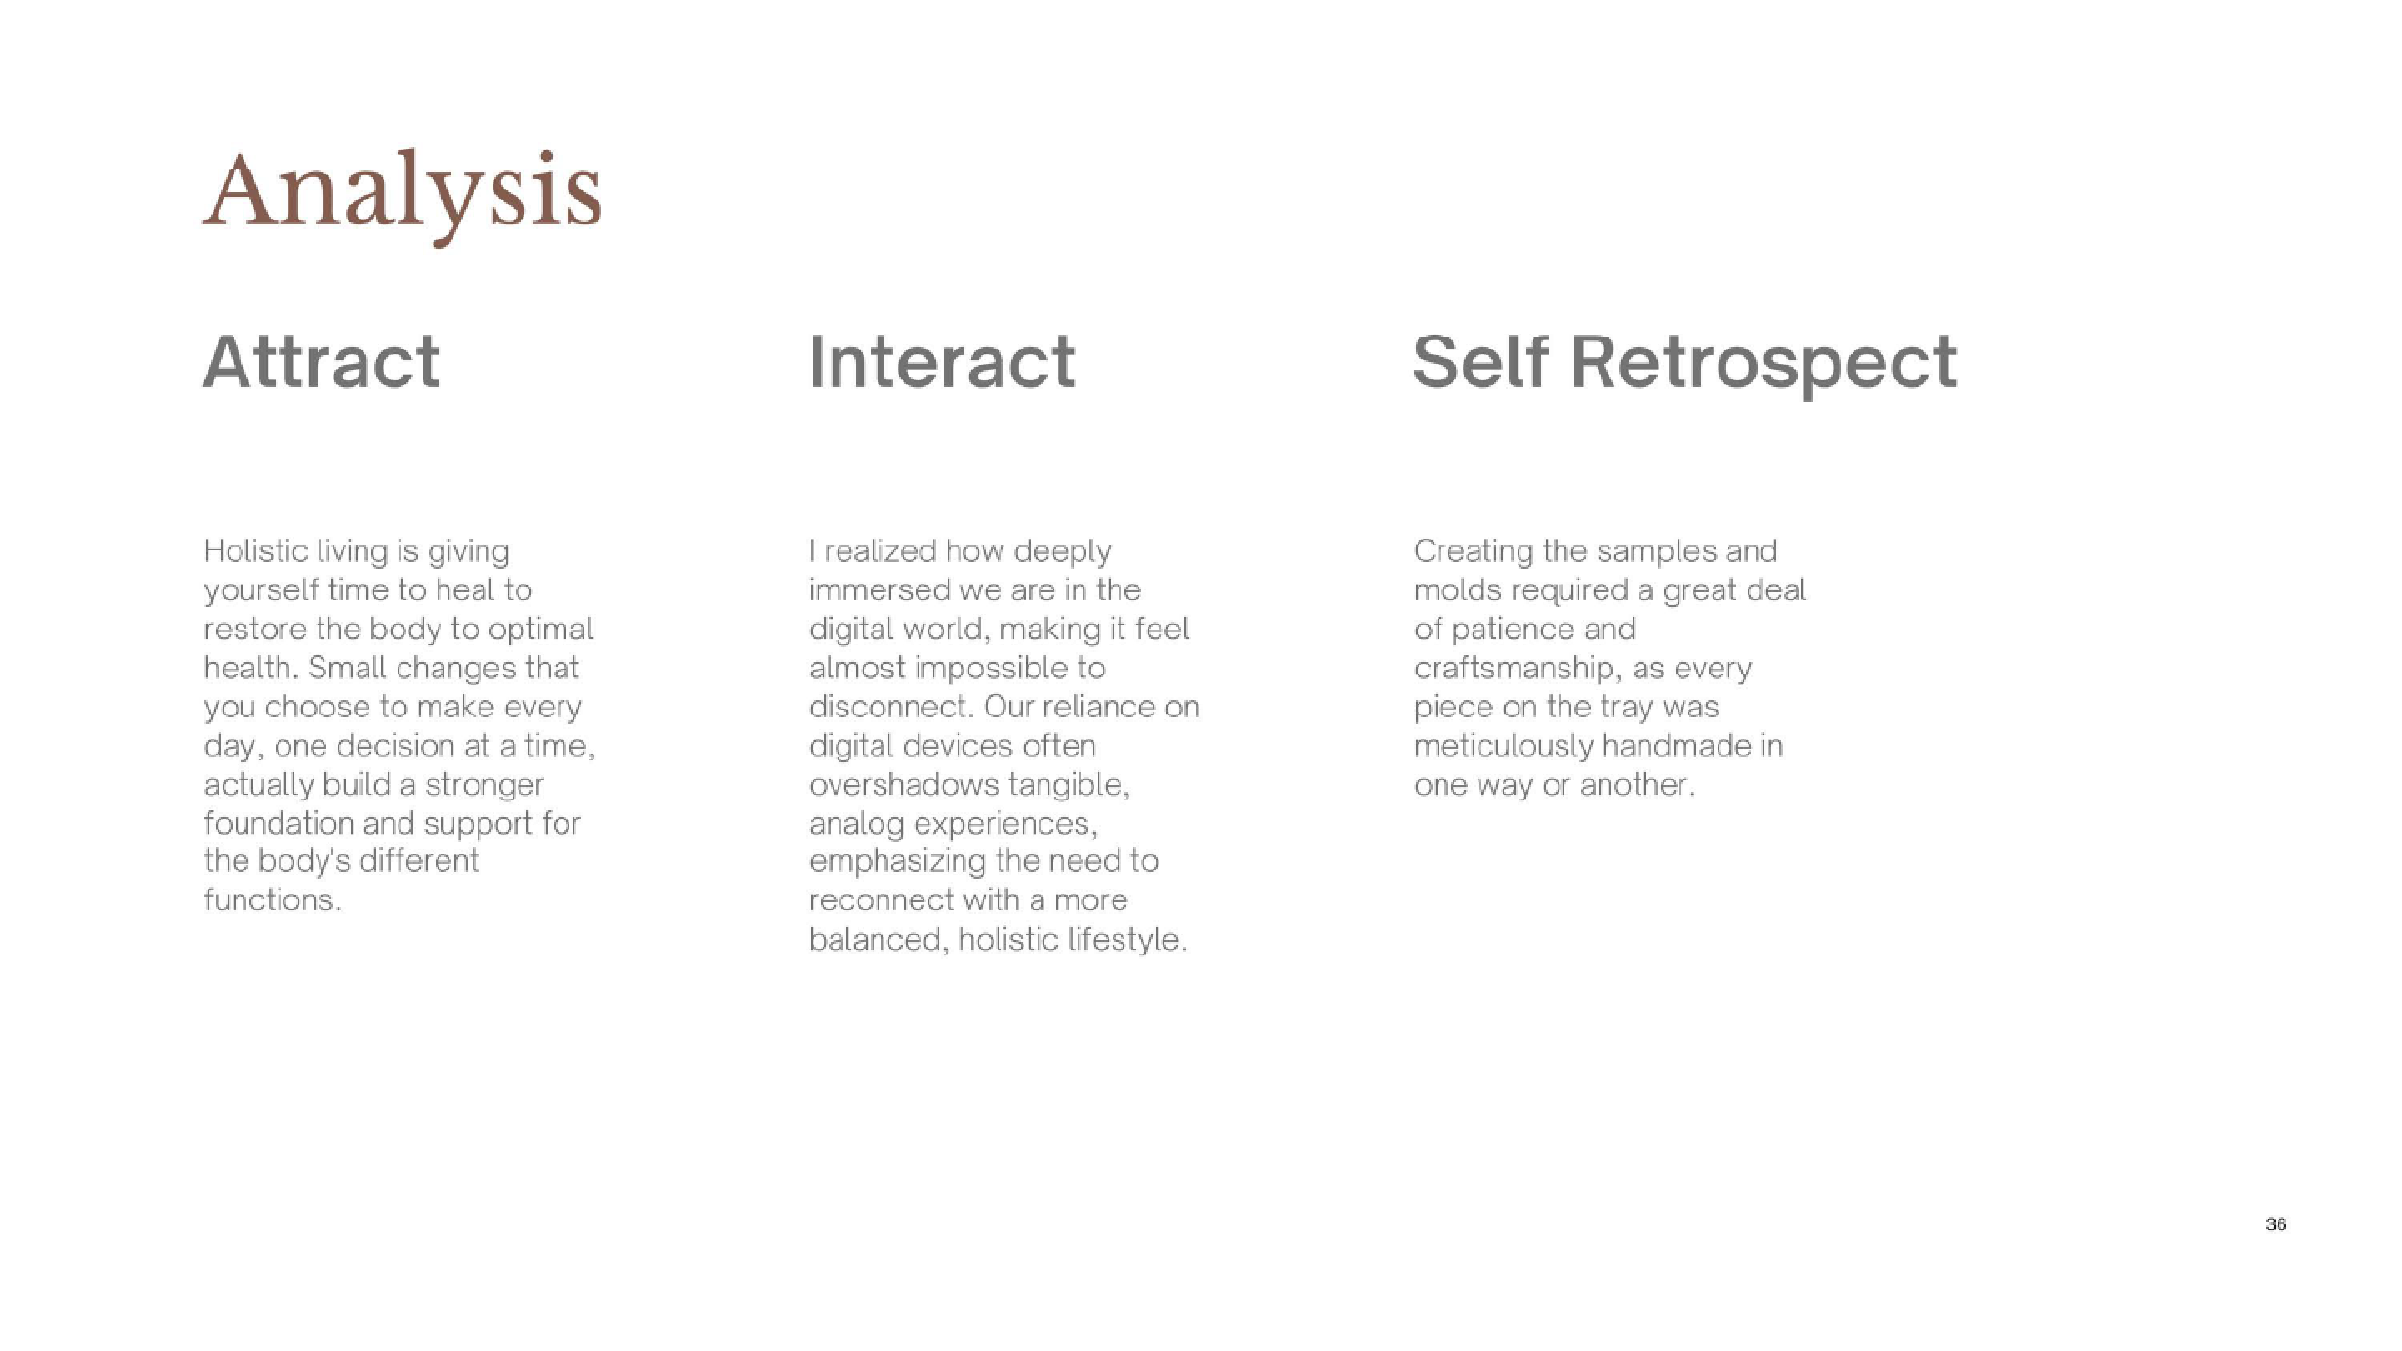 Analysis
Attract
Holistic living is giving
yourself time to heal to
restore the body to optimal
health. Small changes that
you choose to make every
day, one decision at a time,
actually build a stronger
foundation and support for
the body's different
functions.
Interact
I realized how deeply
immersed we are in the
digital world, making it feel
almost impossible to
disconnect. Our reliance on
digital devices often
overshadows tangible,
analog experiences,
emphasizing the need to
reconnect with a more
balanced, holistic lifestyle.
Self Retrospect
Creating the samples and
molds required a great deal
of patience and
craftsmanship, as every
piece on the tray was
meticulously handmade in
one way or another.
36